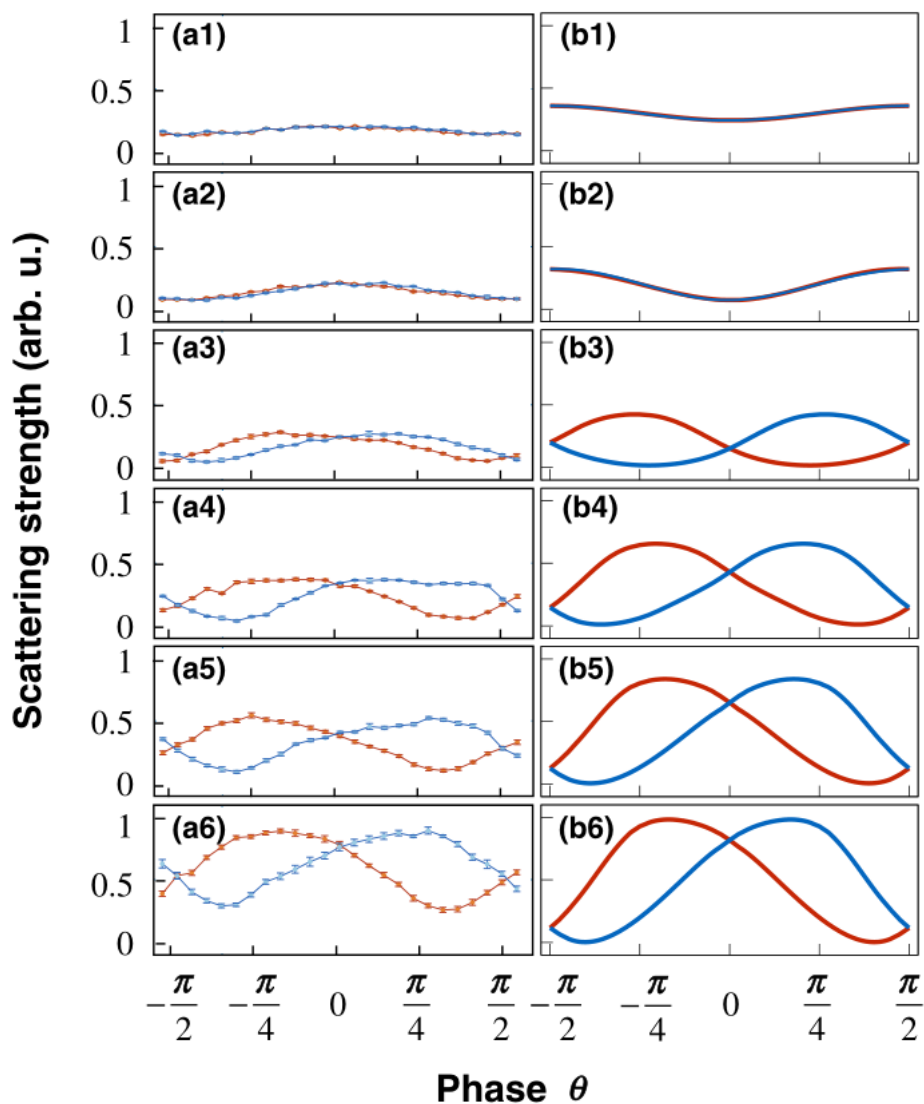 (a1)
(b1)
1
0.5
0
(a2)
(b2)
1
0.5
0
(a3)
(b3)
1
0.5
0
(a4)
(b4)
1
0.5
0
(a5)
(b5)
1
0.5
0
(a6)
(b6)
1
0.5
0
Scattering strength (arb. u.)
−π/2 −π/4 0 π/4 π/2 −π/2 −π/4 0 π/4 π/2
Phase θ